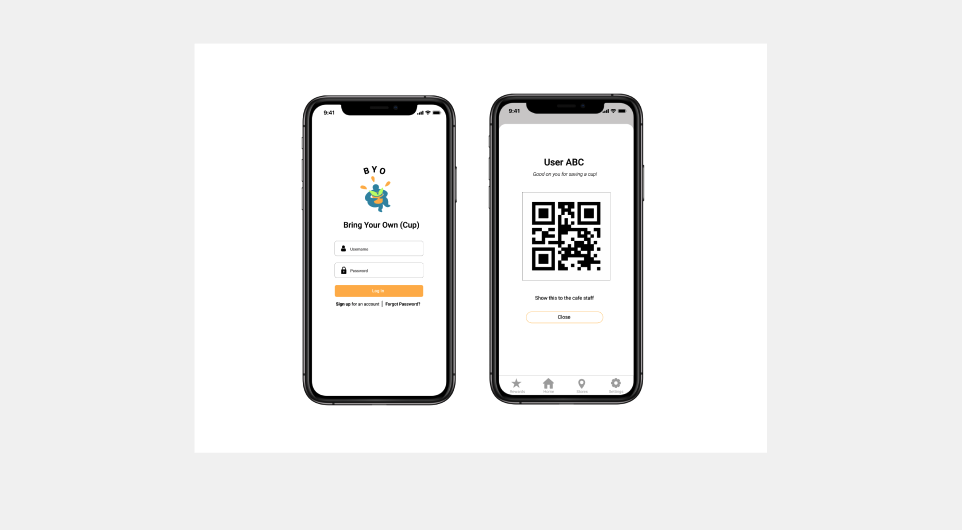 9:41
B Y O
Bring Your Own (Cup)
Username
Password
Log In
Sign up for an account | Forgot Password?
9:41
User ABC
Good on you for saving a cup!
Show this to the cafe staff
Close
Rewards
Home
Stores
Settings